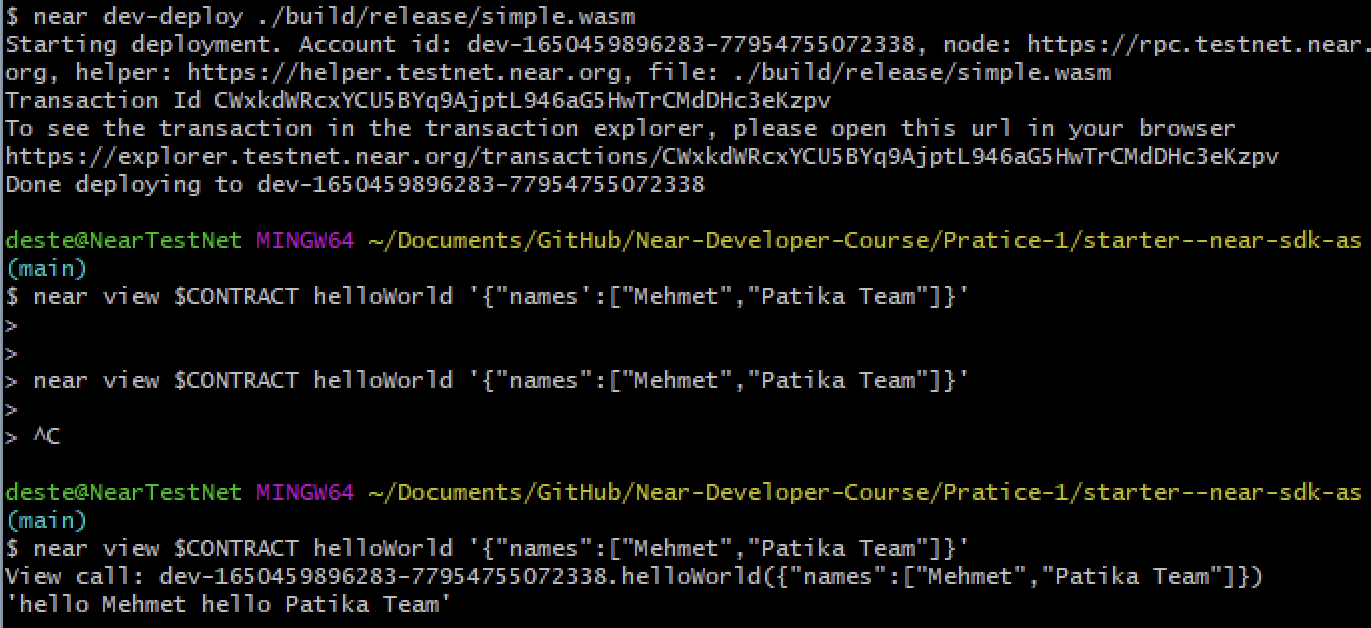 $ near dev-deploy ./build/release/simple.wasm
Starting deployment. Account id: dev-1650459896283-77954755072338, node: https://rpc.testnet.near.
org, helper: https://helper.testnet.near.org, file: ./build/release/simple.wasm
Transaction Id CWxkdWRcxYCU5BYq9AjptL946aG5HwTrCMdDHc3eKzpv
To see the transaction in the transaction explorer, please open this url in your browser
https://explorer.testnet.near.org/transactions/CWxkdWRcxYCU5BYq9AjptL946aG5HwTrCMdDHc3eKzpv
Done deploying to dev-1650459896283-77954755072338
deste@NearTestNet MINGW64 ~/Documents/GitHub/Near-Developer-Course/Pratice-1/starter--near-sdk-as
(main)
$ near view $CONTRACT helloWorld '{"names':["Mehmet","Patika Team"]}'
>
>
> near view $CONTRACT helloWorld '{"names":["Mehmet","Patika Team"]}'
>
> ^C
deste@NearTestNet MINGW64 ~/Documents/GitHub/Near-Developer-Course/Pratice-1/starter--near-sdk-as
(main)
$ near view $CONTRACT helloWorld '{"names":["Mehmet","Patika Team"]}'
View call: dev-1650459896283-77954755072338.helloWorld({"names":["Mehmet","Patika Team"]})
'hello Mehmet hello Patika Team'